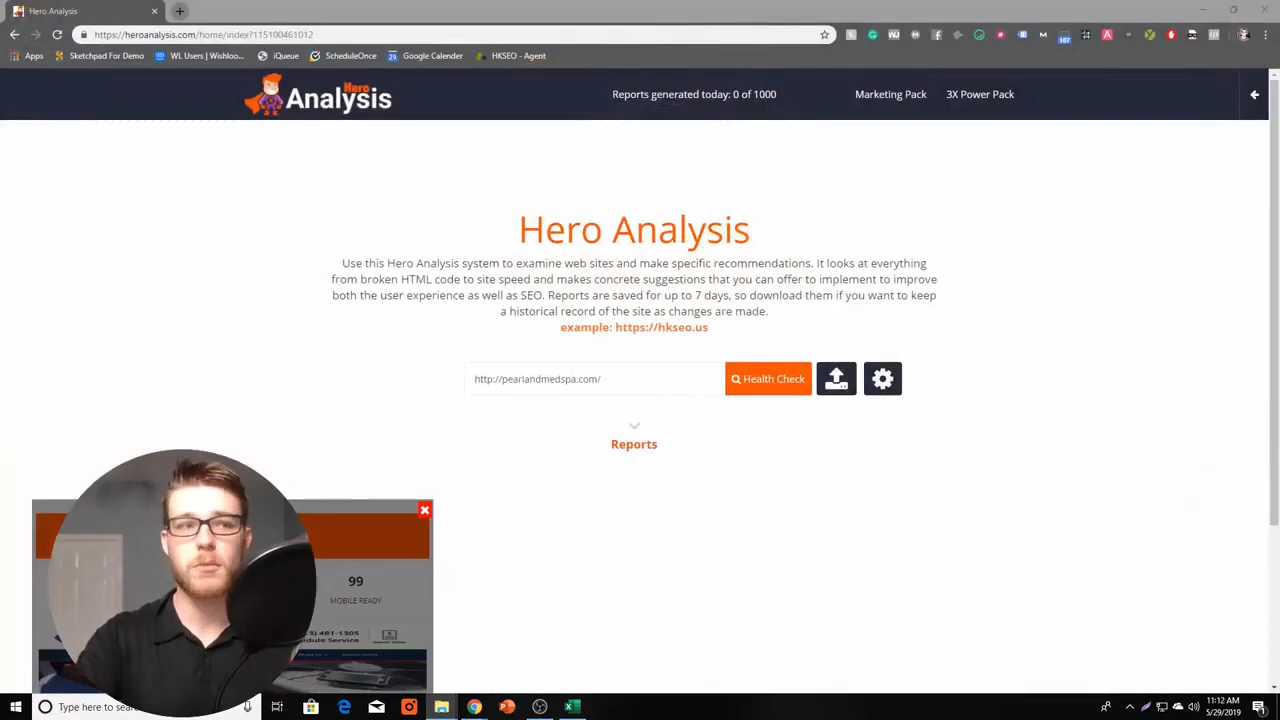 Hero Analysis
https://heroanalysis.com/home/index?115100461012
Apps
Sketchpad For Demo
WL Users | Wishloo...
iQueue
ScheduleOnce
Google Calender
HKSEO - Agent
107
Hero
Analysis
Reports generated today: 0 of 1000
Marketing Pack
3X Power Pack
Hero Analysis
Use this Hero Analysis system to examine web sites and make specific recommendations. It looks at everything
from broken HTML code to site speed and makes concrete suggestions that you can offer to implement to improve
both the user experience as well as SEO. Reports are saved for up to 7 days, so download them if you want to keep
a historical record of the site as changes are made.
example: https://hkseo.us
http://pearlandmedspa.com/
Health Check
Reports
99
MOBILE READY
481-1305
Service
Type here to
11:12 AM
5/29/2019